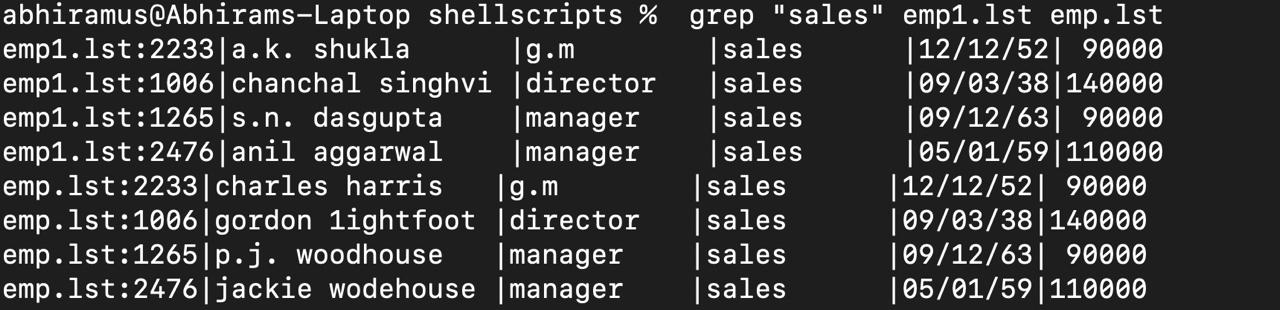 abhiramus@Abhirams-Laptop shellscripts %  grep "sales" emp1.lst emp.lst
emp1.lst:2233|a.k. shukla      |g.m       |sales      |12/12/52| 90000
emp1.lst:1006|chanchal singhvi |director   |sales      |09/03/38|140000
emp1.lst:1265|s.n. dasgupta    |manager    |sales      |09/12/63| 90000
emp1.lst:2476|anil aggarwal    |manager    |sales      |05/01/59|110000
emp.lst:2233|charles harris   |g.m        |sales      |12/12/52| 90000
emp.lst:1006|gordon 1ightfoot |director   |sales      |09/03/38|140000
emp.lst:1265|p.j. woodhouse   |manager    |sales      |09/12/63| 90000
emp.lst:2476|jackie wodehouse |manager    |sales      |05/01/59|110000